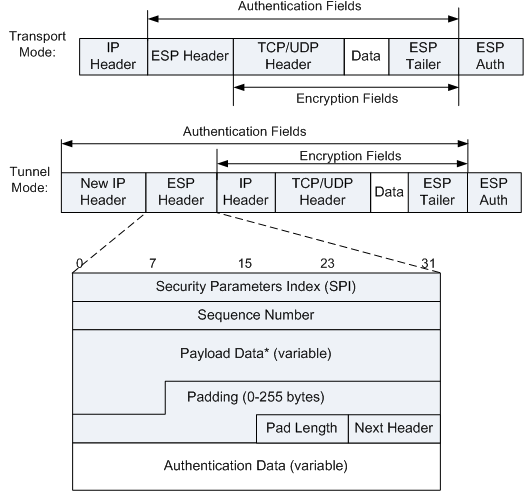 Authentication Fields
Transport
Mode:
IP
Header
ESP Header
TCP/UDP
Header
Data
ESP
Tailer
ESP
Auth
Encryption Fields
Authentication Fields
Encryption Fields
Tunnel
Mode:
New IP
Header
ESP
Header
IP
Header
TCP/UDP
Header
Data
ESP
Tailer
ESP
Auth
0 7 15 23 31
Security Parameters Index (SPI)
Sequence Number
Payload Data* (variable)
Padding (0-255 bytes)
Pad Length
Next Header
Authentication Data (variable)